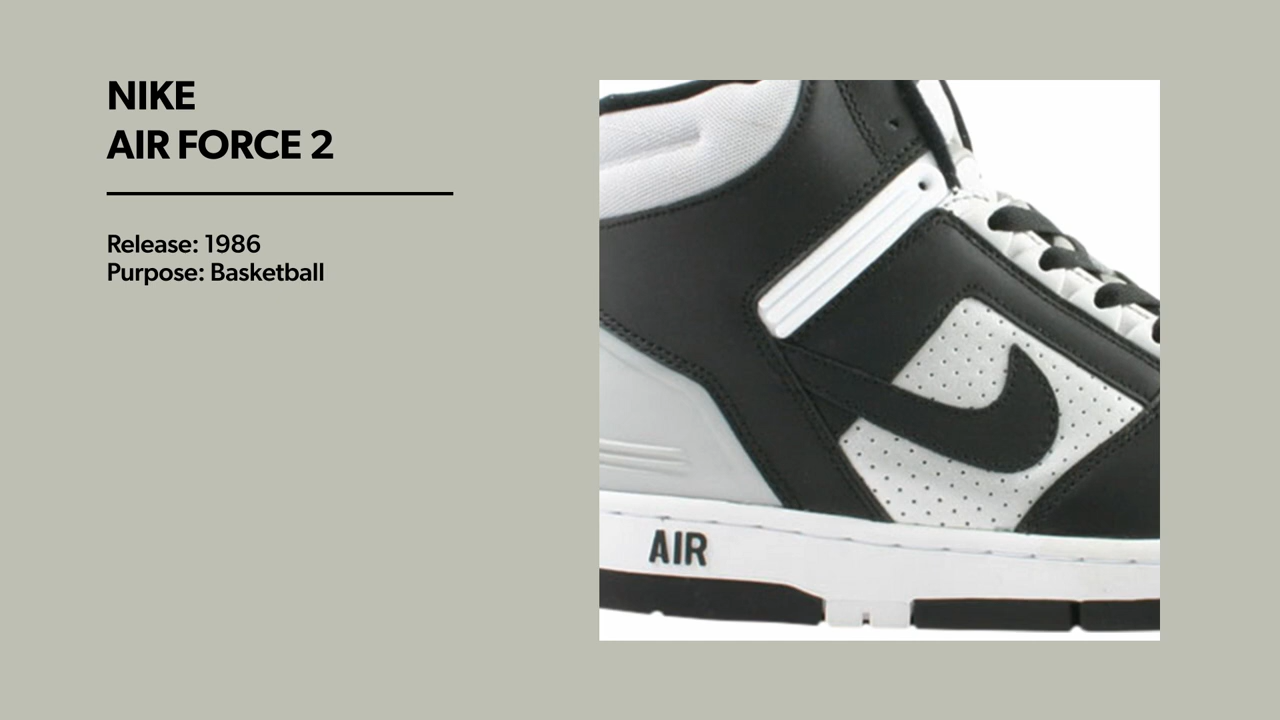 NIKE
AIR FORCE 2
Release: 1986
Purpose: Basketball
AIR